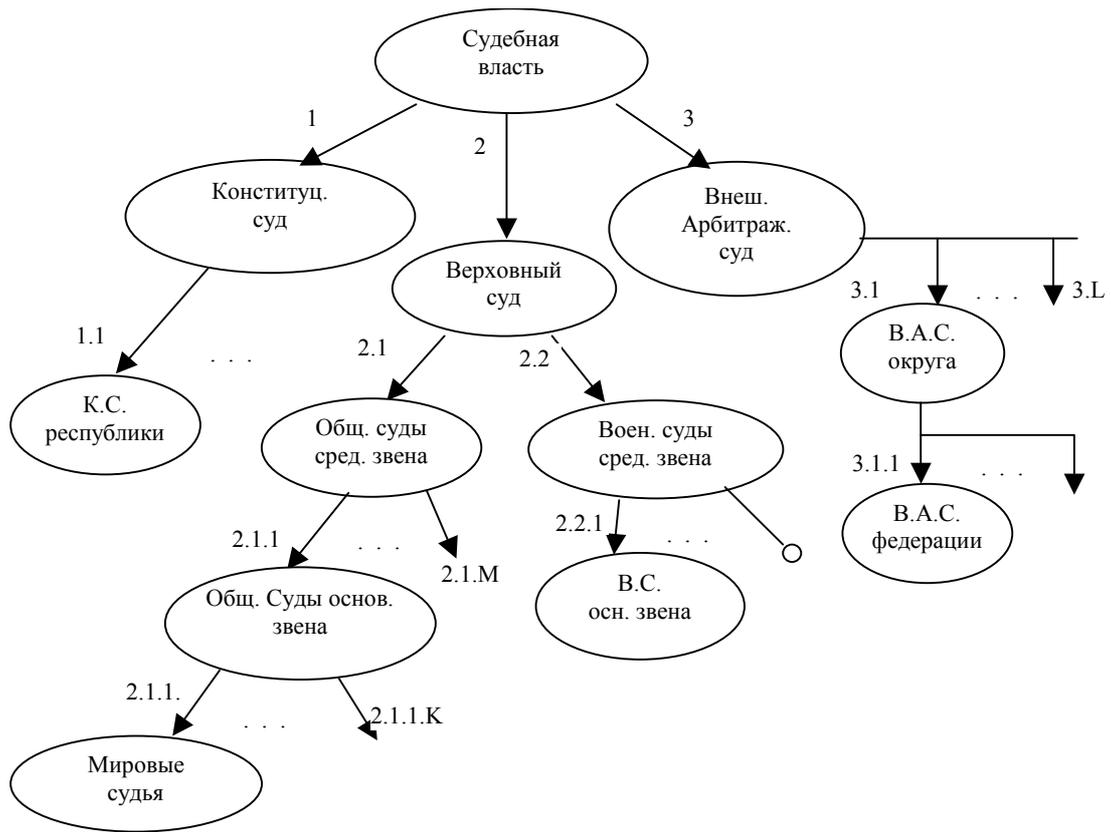 Судебная
власть
1
2
3
Конституц.
суд
Внеш.
Арбитраж.
суд
Верховный
суд
3.1
. . .
3.L
1.1
. . .
2.1
2.2
В.А.С.
округа
К.С.
республики
Общ. суды
сред. звена
Воен. суды
сред. звена
3.1.1
. . .
В.А.С.
федерации
2.1.1
. . .
2.1.M
2.2.1
. . .
Общ. Суды основ.
звена
В.С.
осн. звена
2.1.1.
. . .
2.1.1.K
Мировые
судья